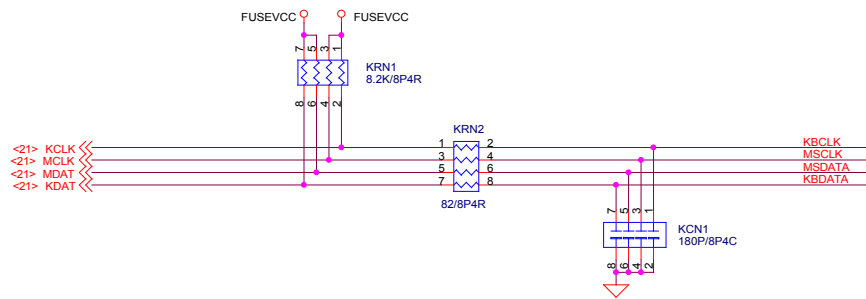 FUSEVCC FUSEVCC
7 5 3 1
KRN1
8.2K/8P4R
8 6 4 2
KRN2
<21> KCLK 1 2 KBCLK
<21> MCLK 3 4 MSCLK
<21> MDAT 5 6 MSDATA
<21> KDAT 7 8 KBDATA
82/8P4R
7 5 3 1
KCN1
180P/8P4C
8 6 4 2